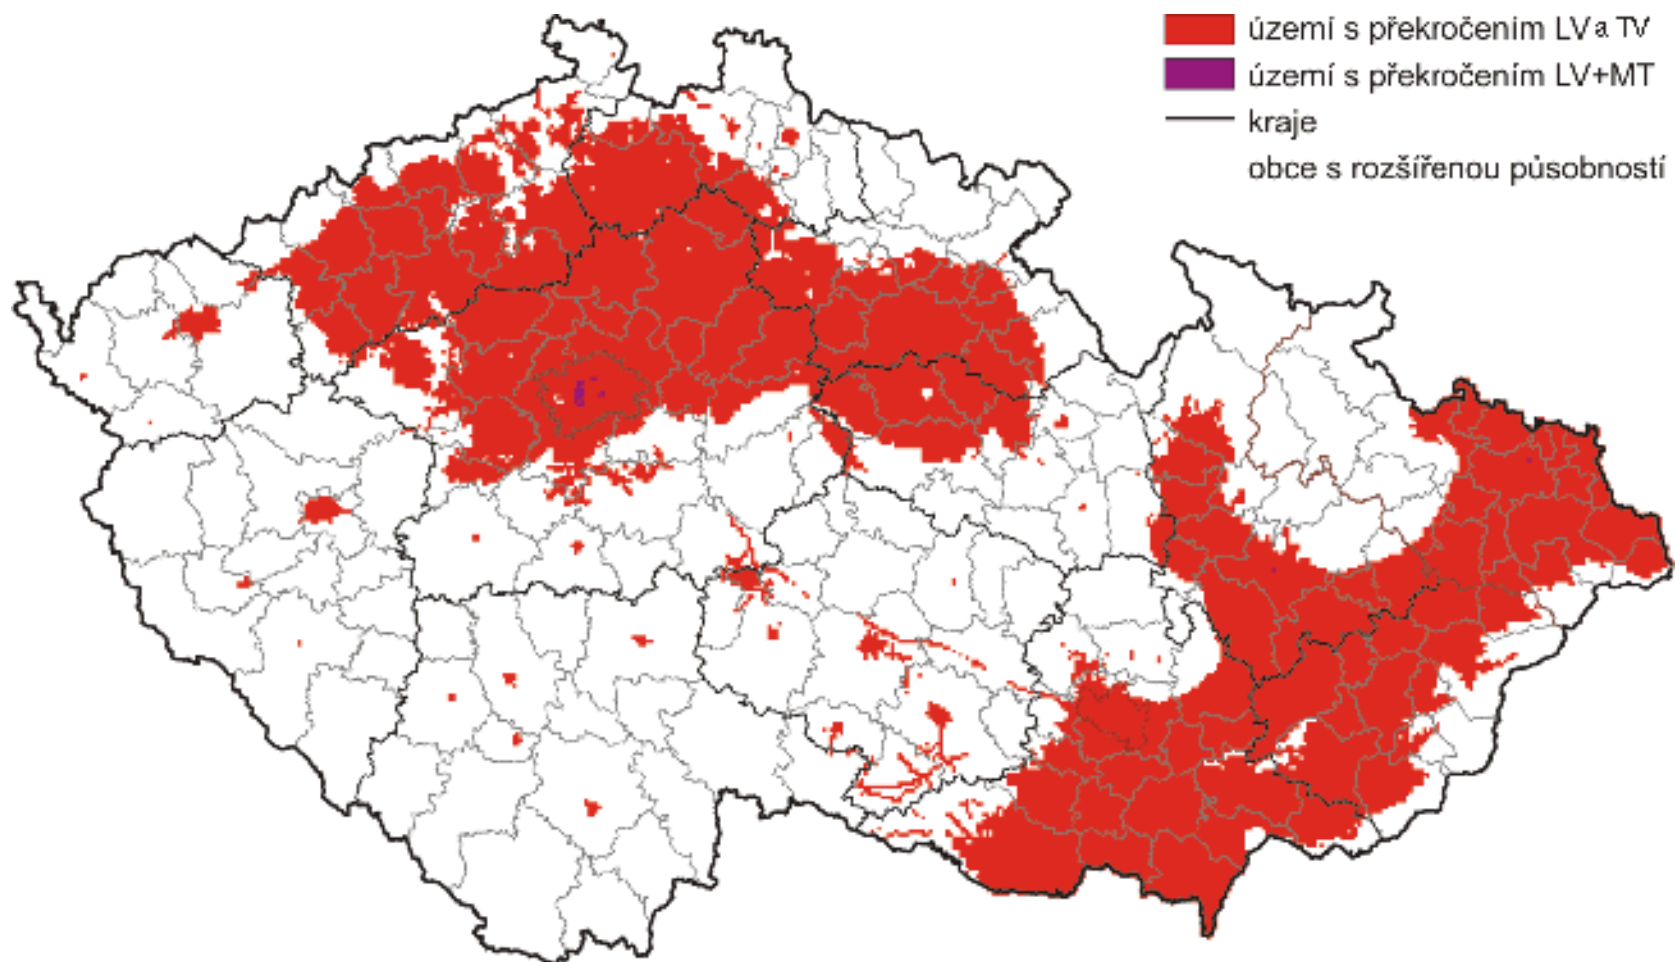 území s překročením LV a TV
území s překročením LV+MT
kraje
obce s rozšířenou působností